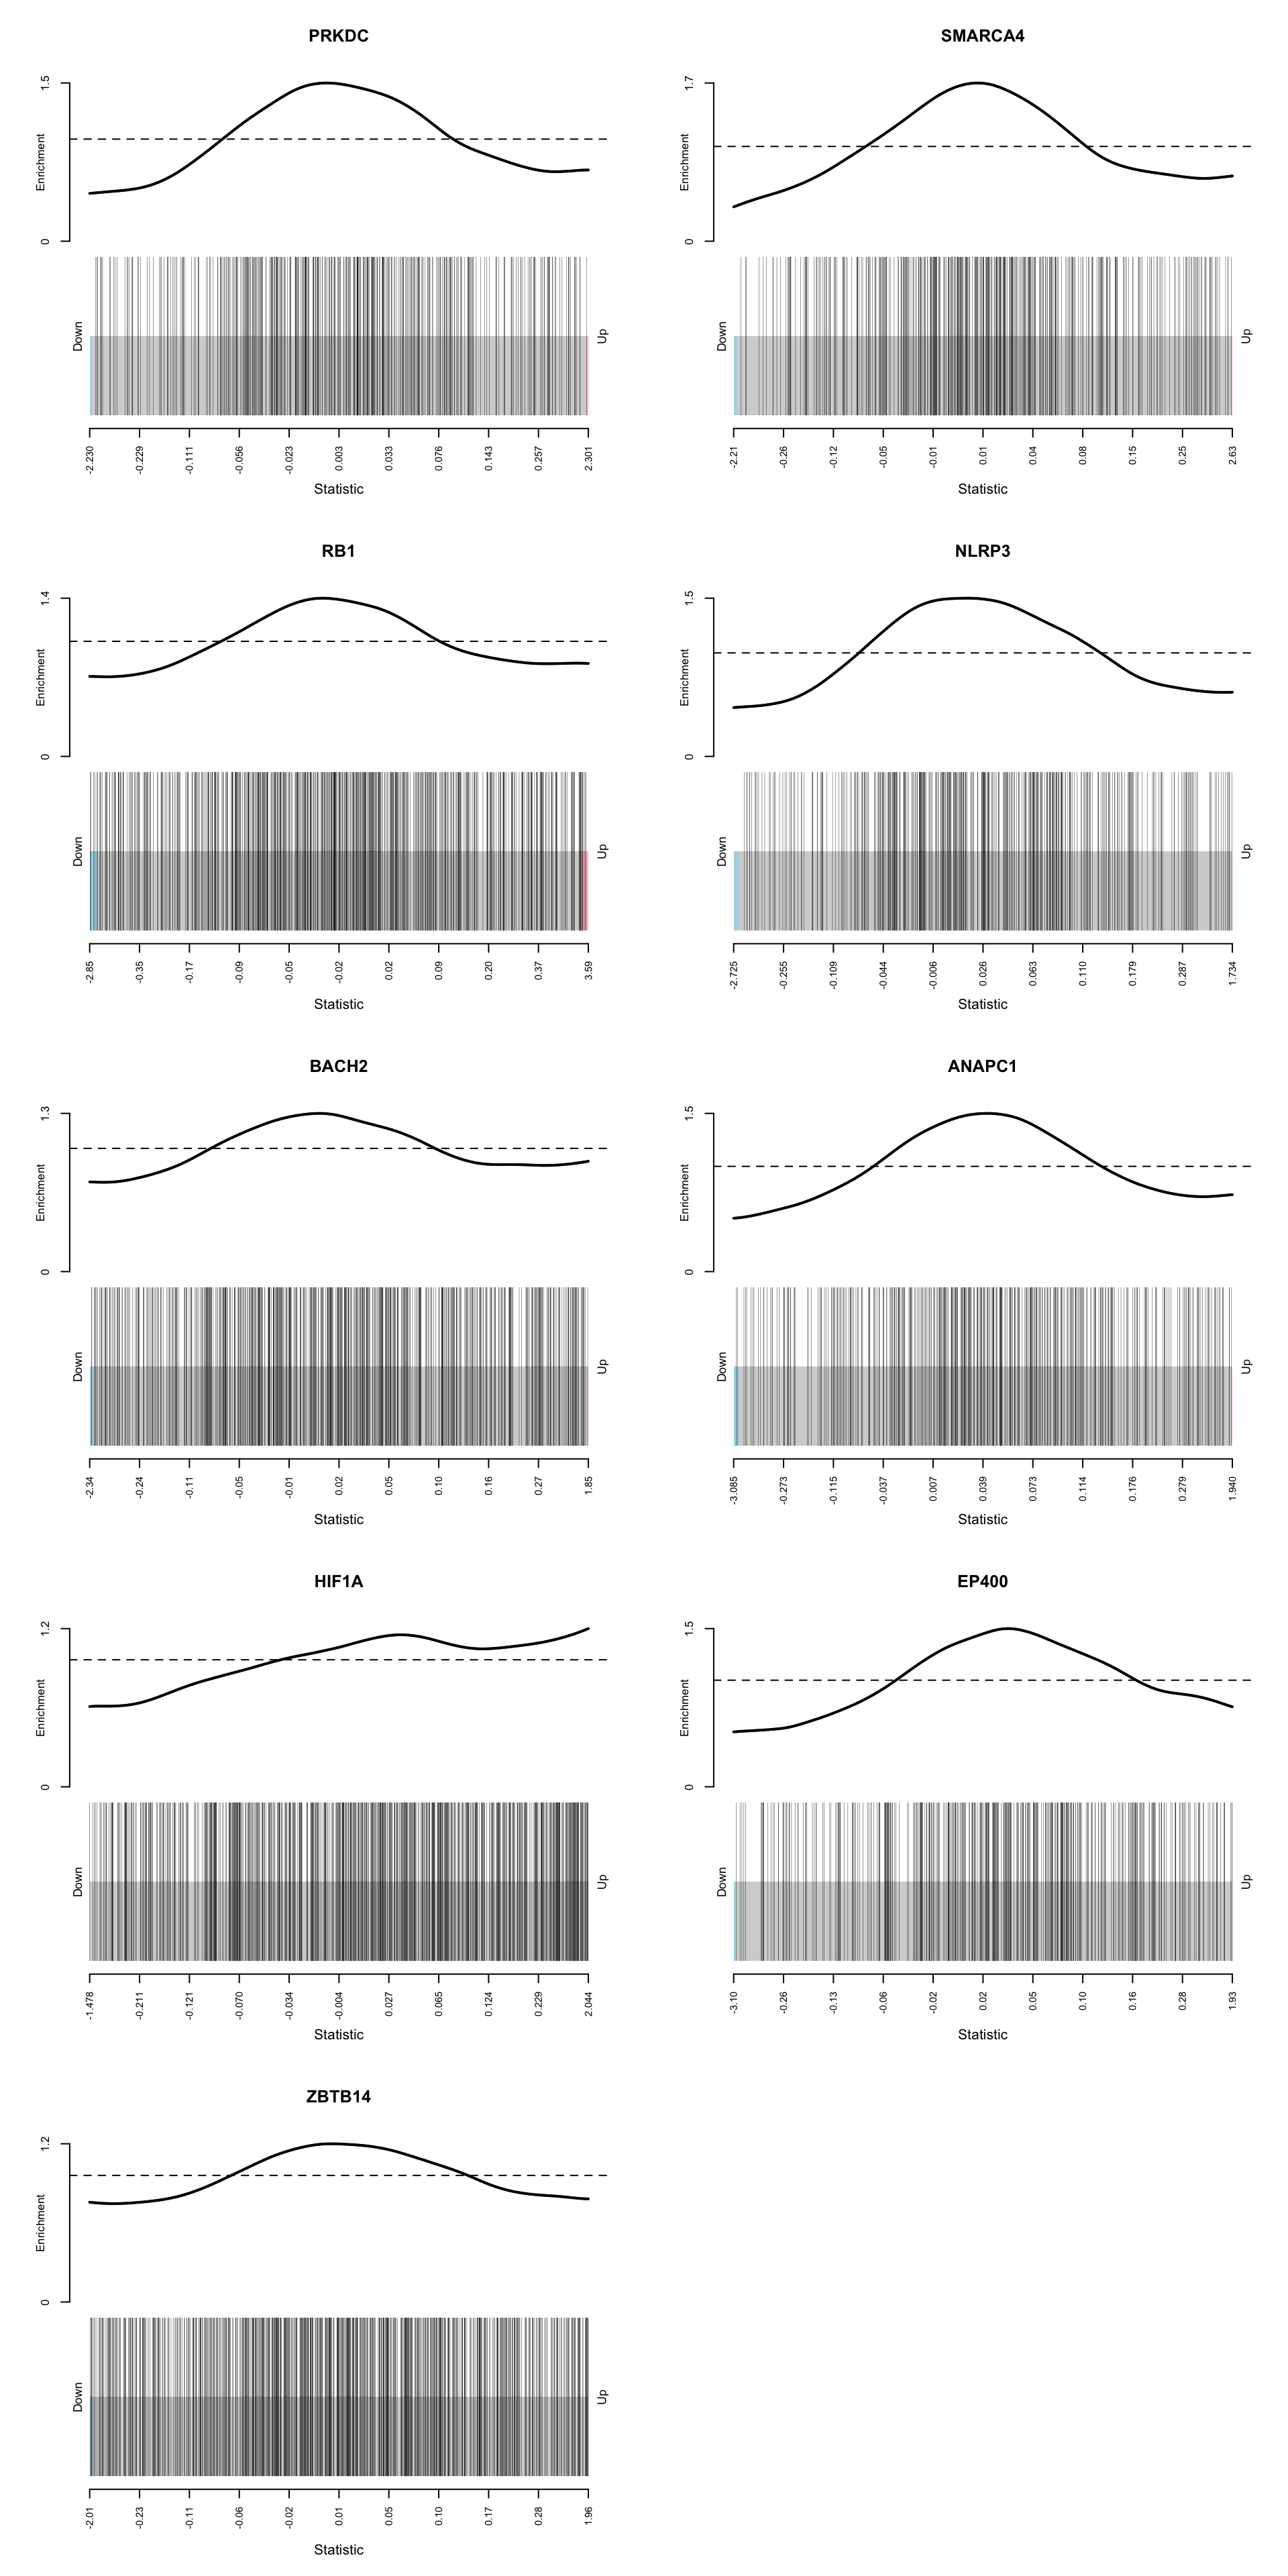 PRKDC
1.5
Enrichment
0
Down
Up
-2.230 -0.229 -0.111 -0.056 -0.023 0.003 0.033 0.076 0.143 0.257 2.301
Statistic
SMARCA4
1.7
Enrichment
0
Down
Up
-2.21 -0.26 -0.12 -0.05 -0.01 0.01 0.04 0.08 0.15 0.25 2.63
Statistic
RB1
1.4
Enrichment
0
Down
Up
-2.85 -0.35 -0.17 -0.09 -0.05 -0.02 0.02 0.09 0.20 0.37 3.59
Statistic
NLRP3
1.5
Enrichment
0
Down
Up
-2.725 -0.255 -0.109 -0.044 -0.006 0.026 0.063 0.110 0.179 0.287 1.734
Statistic
BACH2
1.3
Enrichment
0
Down
Up
-2.34 -0.24 -0.11 -0.05 -0.01 0.02 0.05 0.10 0.16 0.27 1.85
Statistic
ANAPC1
1.5
Enrichment
0
Down
Up
-3.085 -0.273 -0.115 -0.037 0.007 0.039 0.073 0.114 0.176 0.279 1.940
Statistic
HIF1A
1.2
Enrichment
0
Down
Up
-1.478 -0.211 -0.121 -0.070 -0.034 -0.004 0.027 0.065 0.124 0.229 2.044
Statistic
EP400
1.5
Enrichment
0
Down
Up
-3.10 -0.26 -0.13 -0.06 -0.02 0.02 0.05 0.10 0.16 0.28 1.93
Statistic
ZBTB14
1.2
Enrichment
0
Down
Up
-2.01 -0.23 -0.11 -0.06 -0.02 0.01 0.05 0.10 0.17 0.28 1.96
Statistic